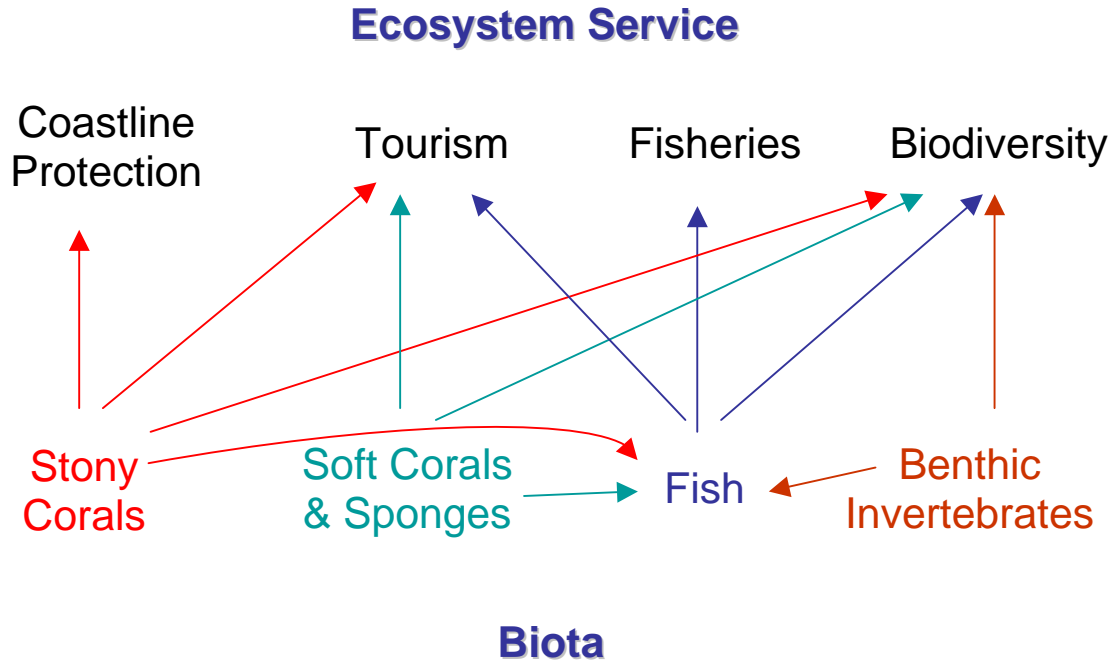 Ecosystem Service
Coastline
Protection
Tourism
Fisheries
Biodiversity
Stony
Corals
Soft Corals
& Sponges
Fish
Benthic
Invertebrates
Biota